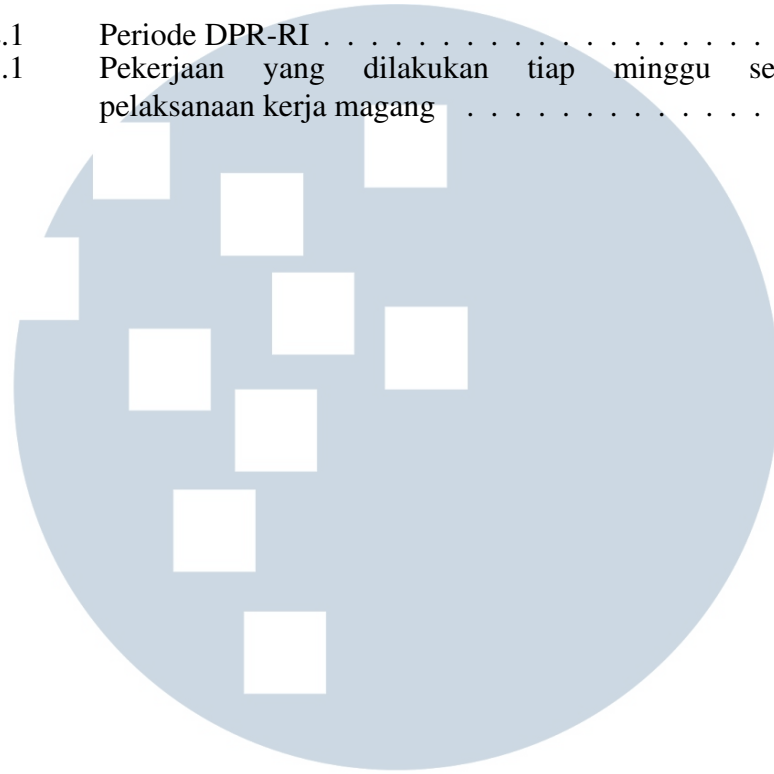 .1 Periode DPR-RI . . . . . . . . . . . . . . . . . . .
.1 Pekerjaan yang dilakukan tiap minggu se
pelaksanaan kerja magang . . . . . . . . . . . . .